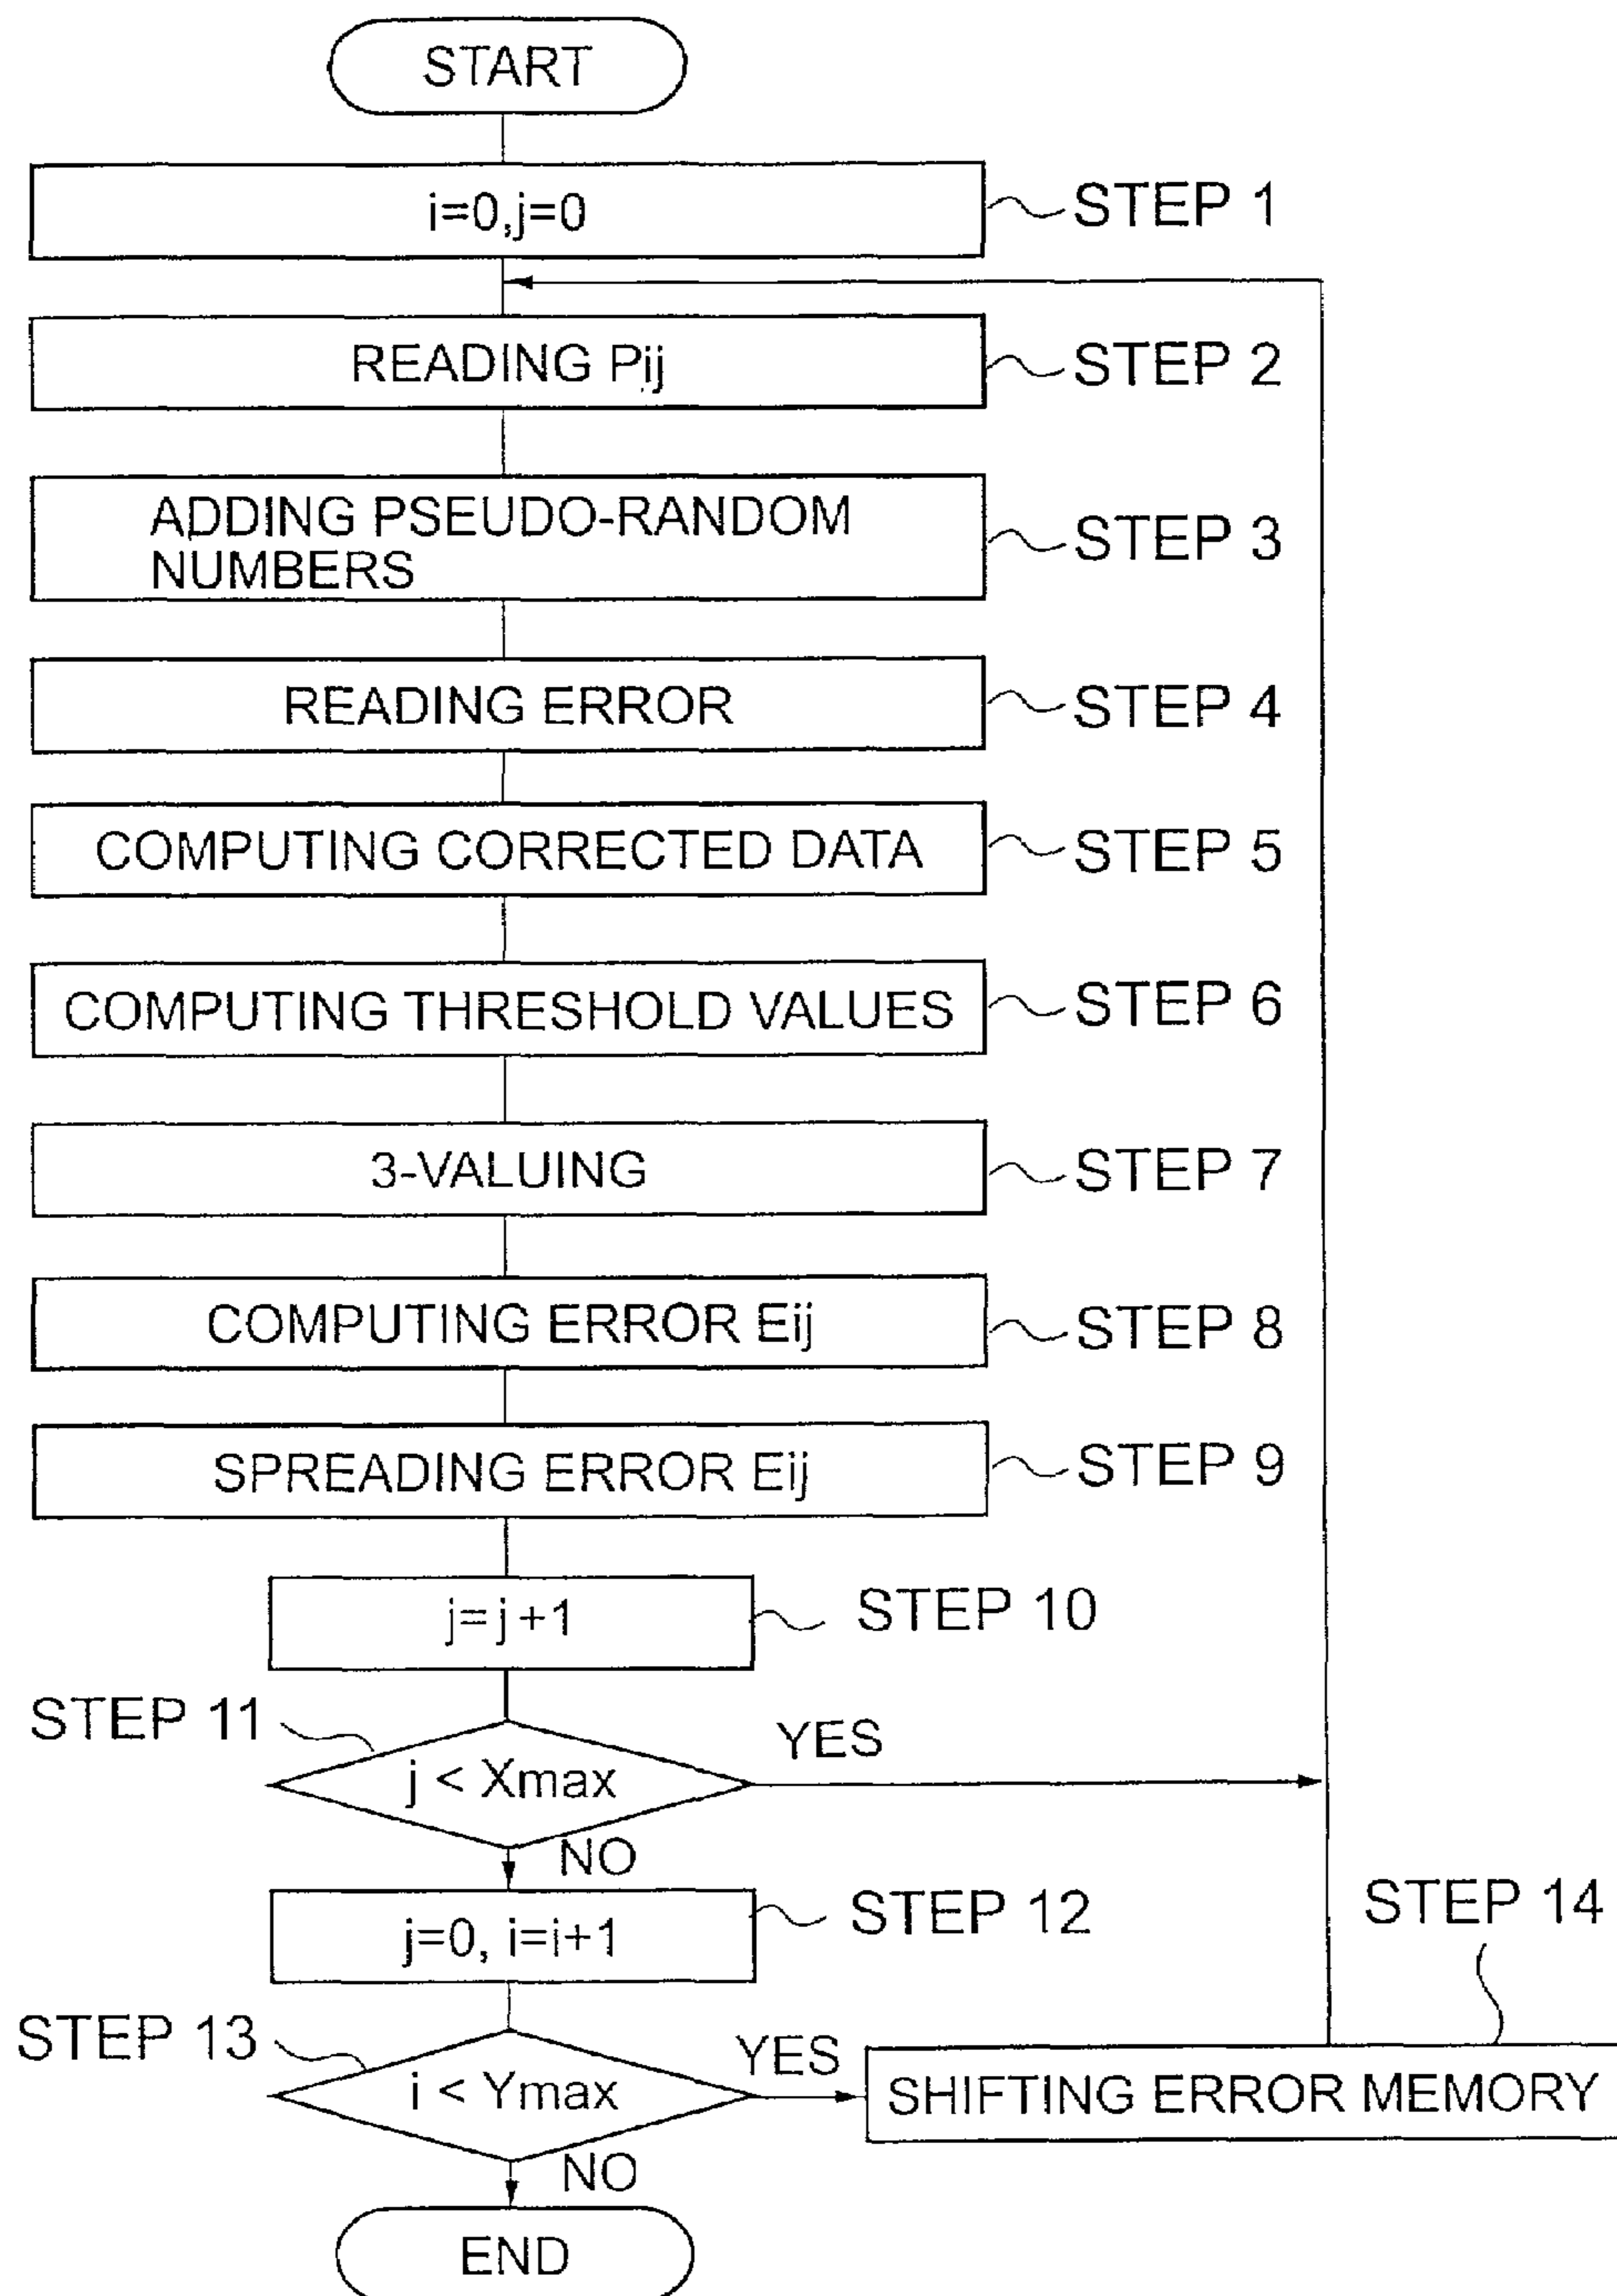 START
i=0,j=0
STEP 1
READING Pij
STEP 2
ADDING PSEUDO-RANDOM
NUMBERS
STEP 3
READING ERROR
STEP 4
COMPUTING CORRECTED DATA
STEP 5
COMPUTING THRESHOLD VALUES
STEP 6
3-VALUING
STEP 7
COMPUTING ERROR Eij
STEP 8
SPREADING ERROR Eij
STEP 9
j=j+1
STEP 10
STEP 11
j < Xmax
YES
NO
j=0, i=i+1
STEP 12
STEP 13
i < Ymax
YES
STEP 14
SHIFTING ERROR MEMORY
NO
END